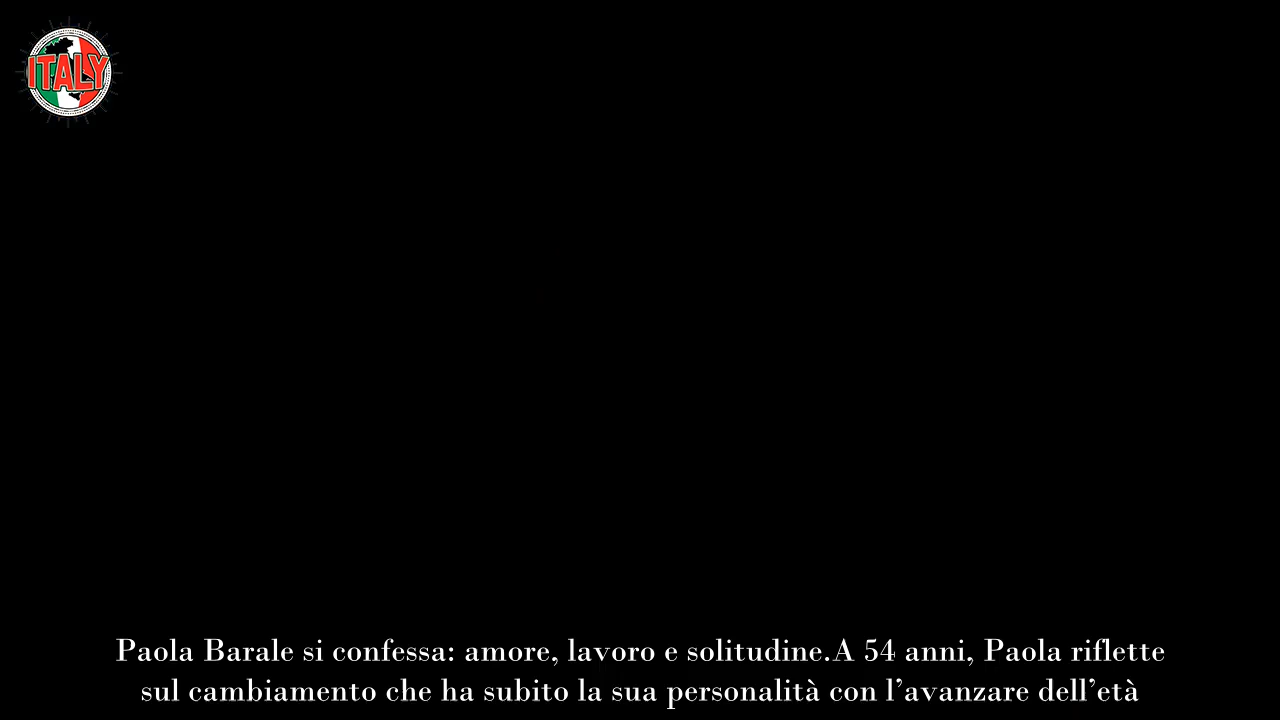 ITALY
Paola Barale si confessa: amore, lavoro e solitudine.A 54 anni, Paola riflette
sul cambiamento che ha subito la sua personalità con l’avanzare dell’età